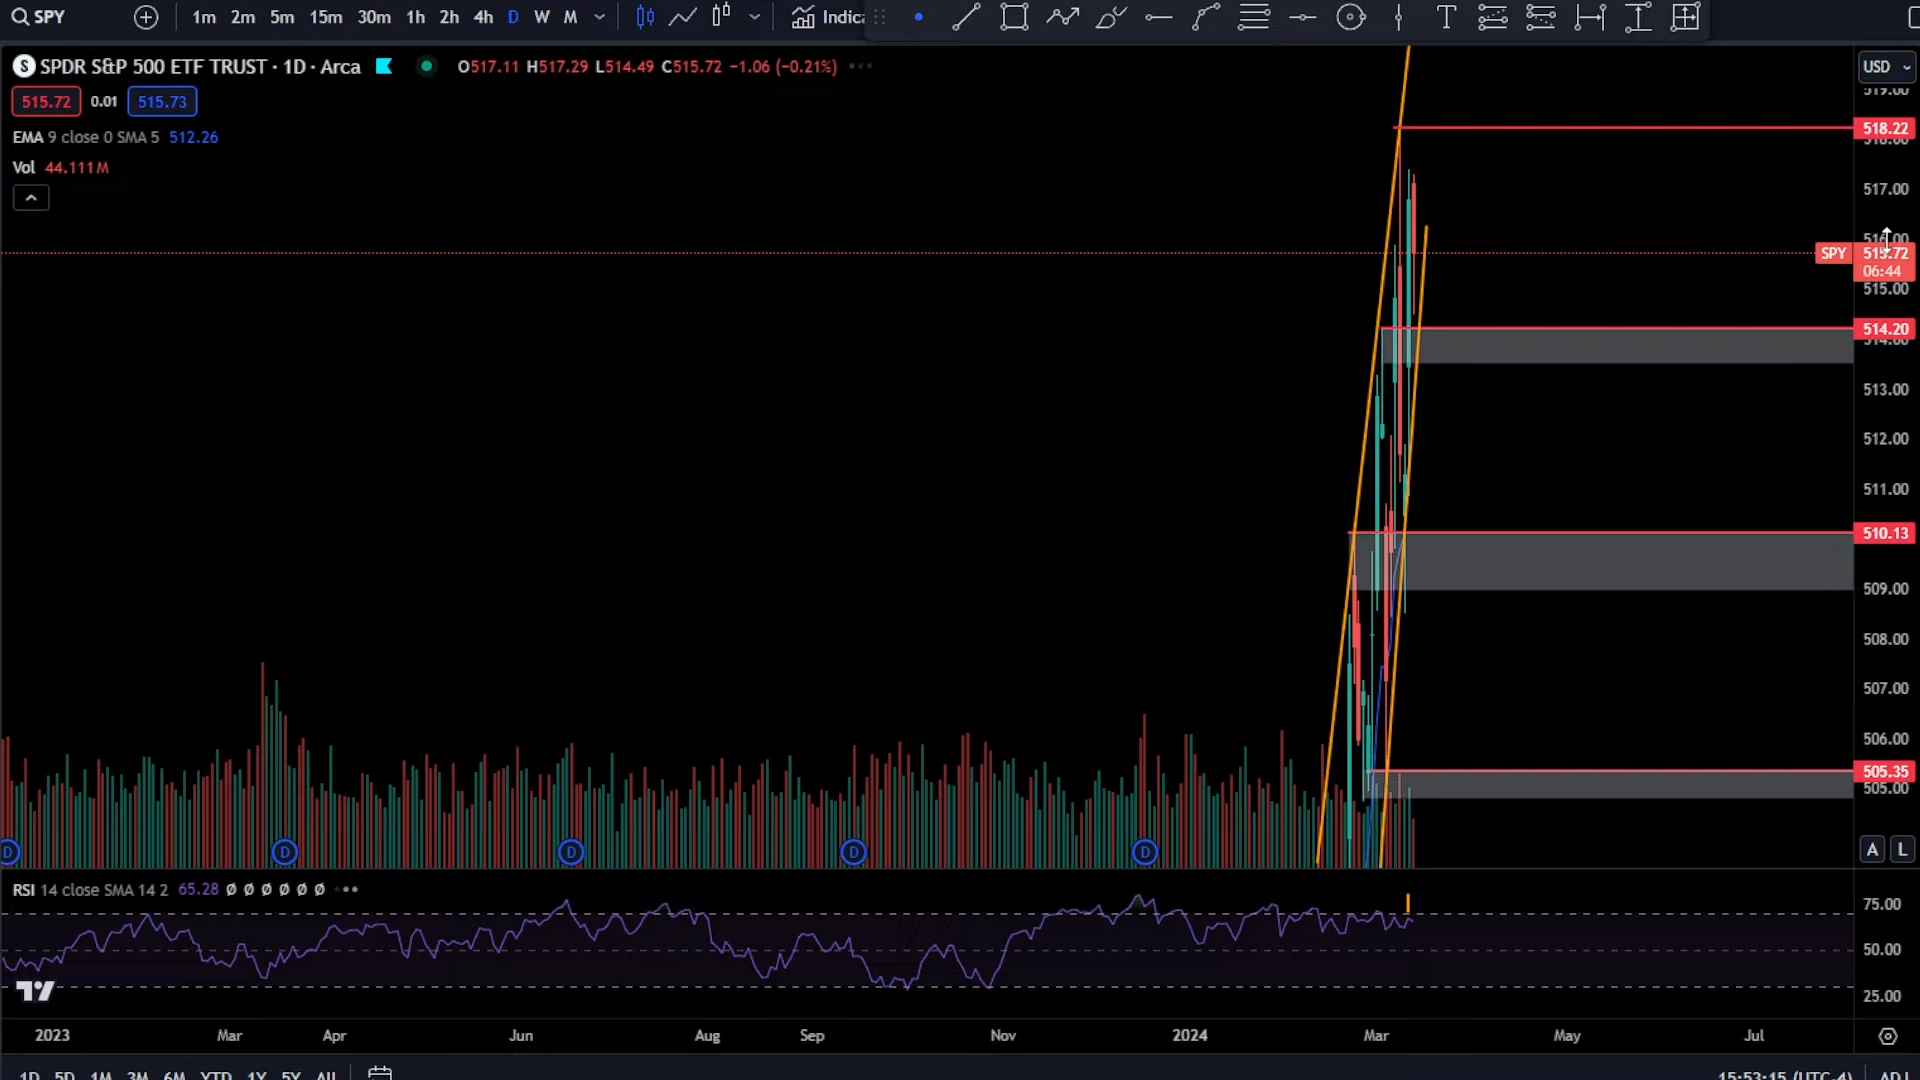 SPY 1m 2m 5m 15m 30m 1h 2h 4h D W M Indica
S SPDR S&P 500 ETF TRUST · 1D · Arca O517.11 H517.29 L514.49 C515.72 −1.06 (−0.21%)
USD
515.72 0.01 515.73
519.00
EMA 9 close 0 SMA 5 512.26
518.22
518.00
Vol 44.111M
517.00
516.00
SPY 515.72
06:44
515.00
514.20
514.00
513.00
512.00
511.00
510.13
509.00
508.00
507.00
506.00
505.35
505.00
D D D D D
A L
RSI 14 close SMA 14 2 65.28 Ø Ø Ø Ø Ø Ø
75.00
50.00
25.00
2023 Mar Apr Jun Aug Sep Nov 2024 Mar May Jul
1D 5D 1M 3M 6M YTD 1Y 5Y All 15:53:15 (UTC-4) ADJ